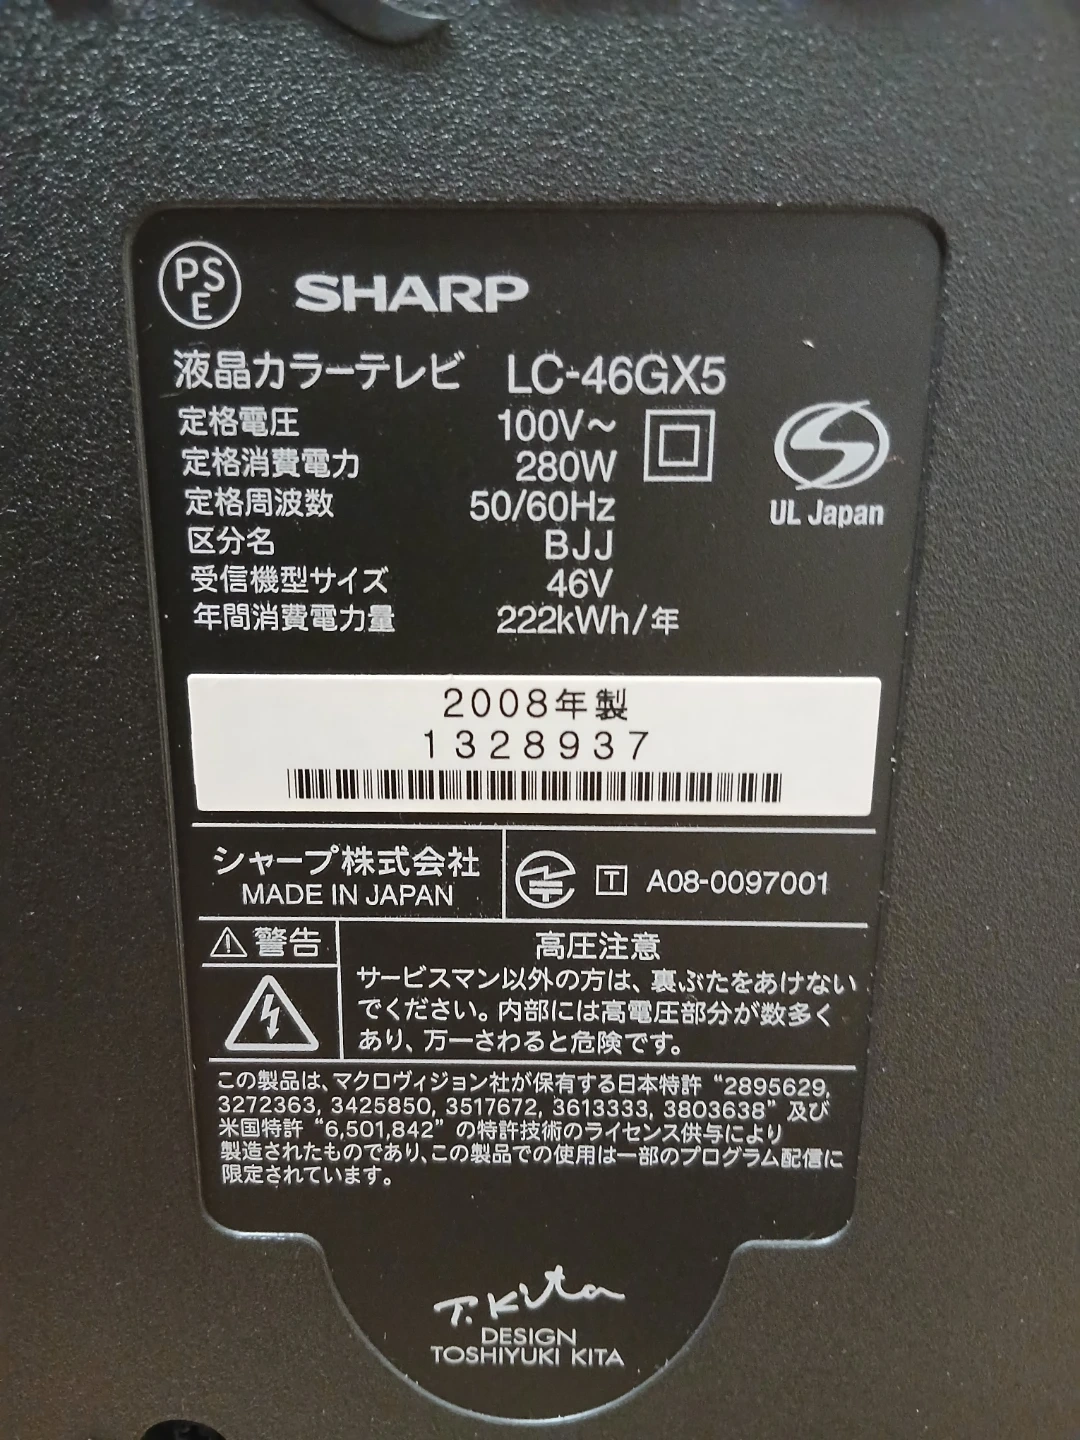 PSE
SHARP
液晶カラーテレビ LC-46GX5
定格電圧 100V～
定格消費電力 280W
定格周波数 50/60Hz
区分名 BJJ
受信機型サイズ 46V
年間消費電力量 222kWh/年
UL Japan
2008年製
1328937
シャープ株式会社
MADE IN JAPAN
T A08-0097001
警告
高圧注意
サービスマン以外の方は、裏ぶたをあけない
でください。内部には高電圧部分が数多く
あり、万一さわると危険です。
この製品は、マクロヴィジョン社が保有する日本特許 “2895629,
3272363, 3425850, 3517672, 3613333, 3803638” 及び
米国特許 “6,501,842” の特許技術のライセンス供与により
製造されたものであり、この製品での使用は一部のプログラム配信に
限定されています。
T. Kita
DESIGN
TOSHIYUKI KITA